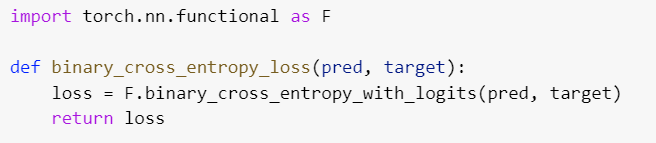 import torch.nn.functional as F
def binary_cross_entropy_loss(pred, target):
    loss = F.binary_cross_entropy_with_logits(pred, target)
    return loss